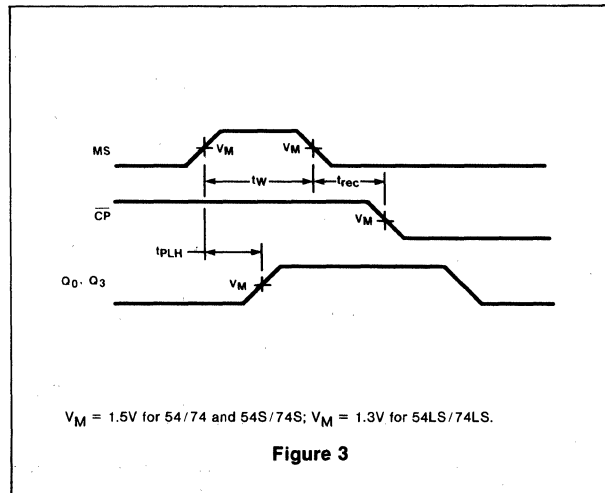 MS
VM
VM
tW
trec
CP
VM
tPLH
Q0, Q3
VM
VM = 1.5V for 54/74 and 54S/74S; VM = 1.3V for 54LS/74LS.
Figure 3